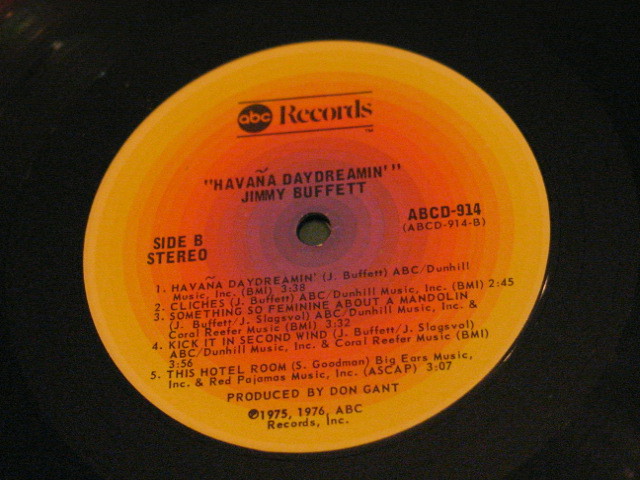 abc Records
"HAVAÑA DAYDREAMIN'"
JIMMY BUFFETT
ABCD-914
(ABCD-914-B)
SIDE B
STEREO
1. HAVAÑA DAYDREAMIN' (J. Buffett) ABC/Dunhill
Music, Inc. (BMI) 3:38
2. CLICHES (J. Buffett) ABC/Dunhill Music, Inc. (BMI) 2:45
3. SOMETHING SO FEMININE ABOUT A MANDOLIN
(J. Buffett/J. Slagsvol) ABC/Dunhill Music, Inc. &
Coral Reefer Music (BMI) 3:32
4. KICK IT IN SECOND WIND (J. Buffett/J. Slagsvol)
ABC/Dunhill Music, Inc. & Coral Reefer Music (BMI)
3:56
5. THIS HOTEL ROOM (S. Goodman) Big Ears Music,
Inc. & Red Pajamas Music, Inc. (ASCAP) 3:07
PRODUCED BY DON GANT
℗1975, 1976, ABC
Records, Inc.